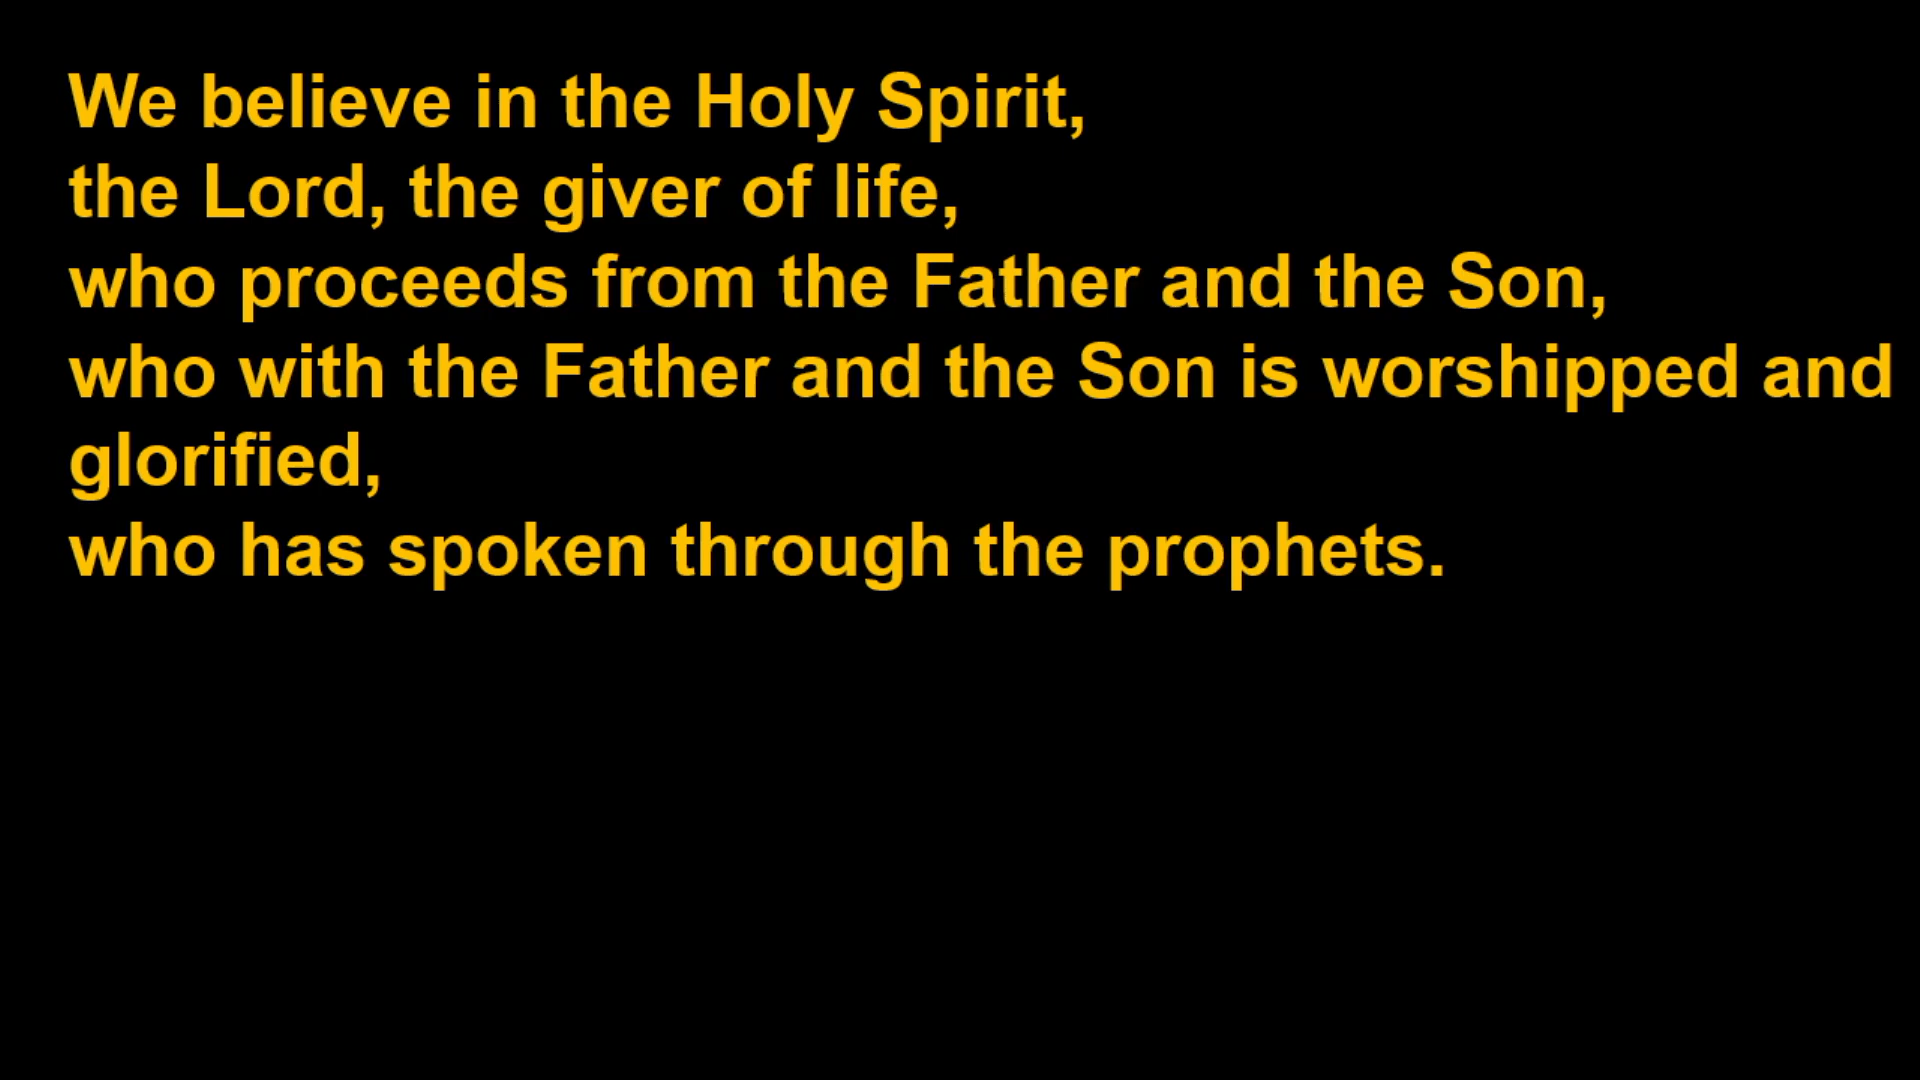 We believe in the Holy Spirit,
the Lord, the giver of life,
who proceeds from the Father and the Son,
who with the Father and the Son is worshipped and
glorified,
who has spoken through the prophets.